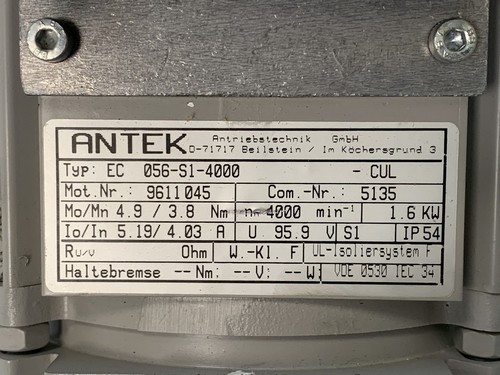 ANTEK Antriebstechnik GmbH
D-71717 Beilstein / Im Köchersgrund 3
Typ: EC 056-S1-4000 - CUL
Mot.Nr.: 9611045 Com.-Nr.: 5135
Mo/Mn 4.9 / 3.8 Nm n= 4000 min⁻¹ 1.6 KW
Io/In 5.19/4.03 A U 95.9 V S1 IP54
Ru/v Ohm W.-Kl. F UL-Isoliersystem F
Haltebremse --Nm: --V: --W: VDE 0530 IEC 34